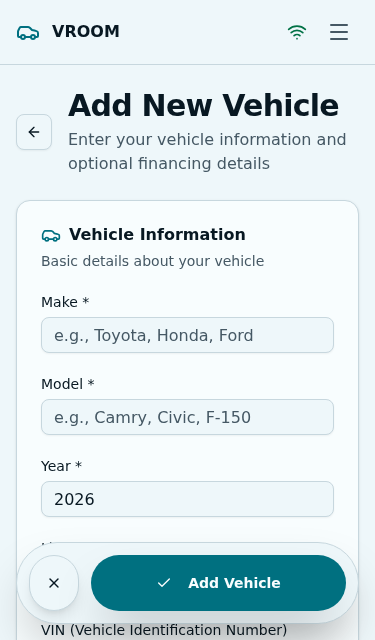 VROOM
Add New Vehicle
Enter your vehicle information and
optional financing details
Vehicle Information
Basic details about your vehicle
Make *
e.g., Toyota, Honda, Ford
Model *
e.g., Camry, Civic, F-150
Year *
2026
Add Vehicle
VIN (Vehicle Identification Number)